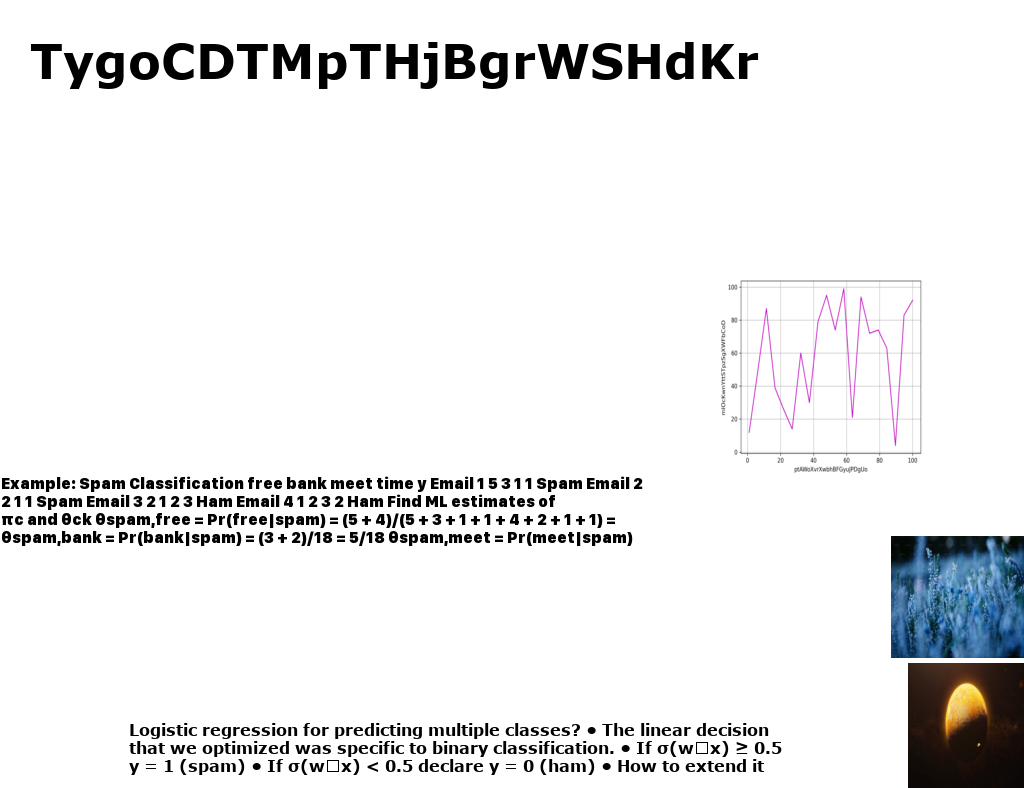 TygoCDTMpTHjBgrWSHdKr
100
80
60
40
20
0
0 20 40 60 80 100
ptAWoXvrXwbhBFGyuJPDgUo
Example: Spam Classification free bank meet time y Email 1 5 3 1 1 Spam Email 2
2 1 1 Spam Email 3 2 1 2 3 Ham Email 4 1 2 3 2 Ham Find ML estimates of
πc and θck θspam,free = Pr(free|spam) = (5 + 4)/(5 + 3 + 1 + 1 + 4 + 2 + 1 + 1) =
θspam,bank = Pr(bank|spam) = (3 + 2)/18 = 5/18 θspam,meet = Pr(meet|spam)
Logistic regression for predicting multiple classes? • The linear decision
that we optimized was specific to binary classification. • If σ(w□x) ≥ 0.5
y = 1 (spam) • If σ(w□x) < 0.5 declare y = 0 (ham) • How to extend it